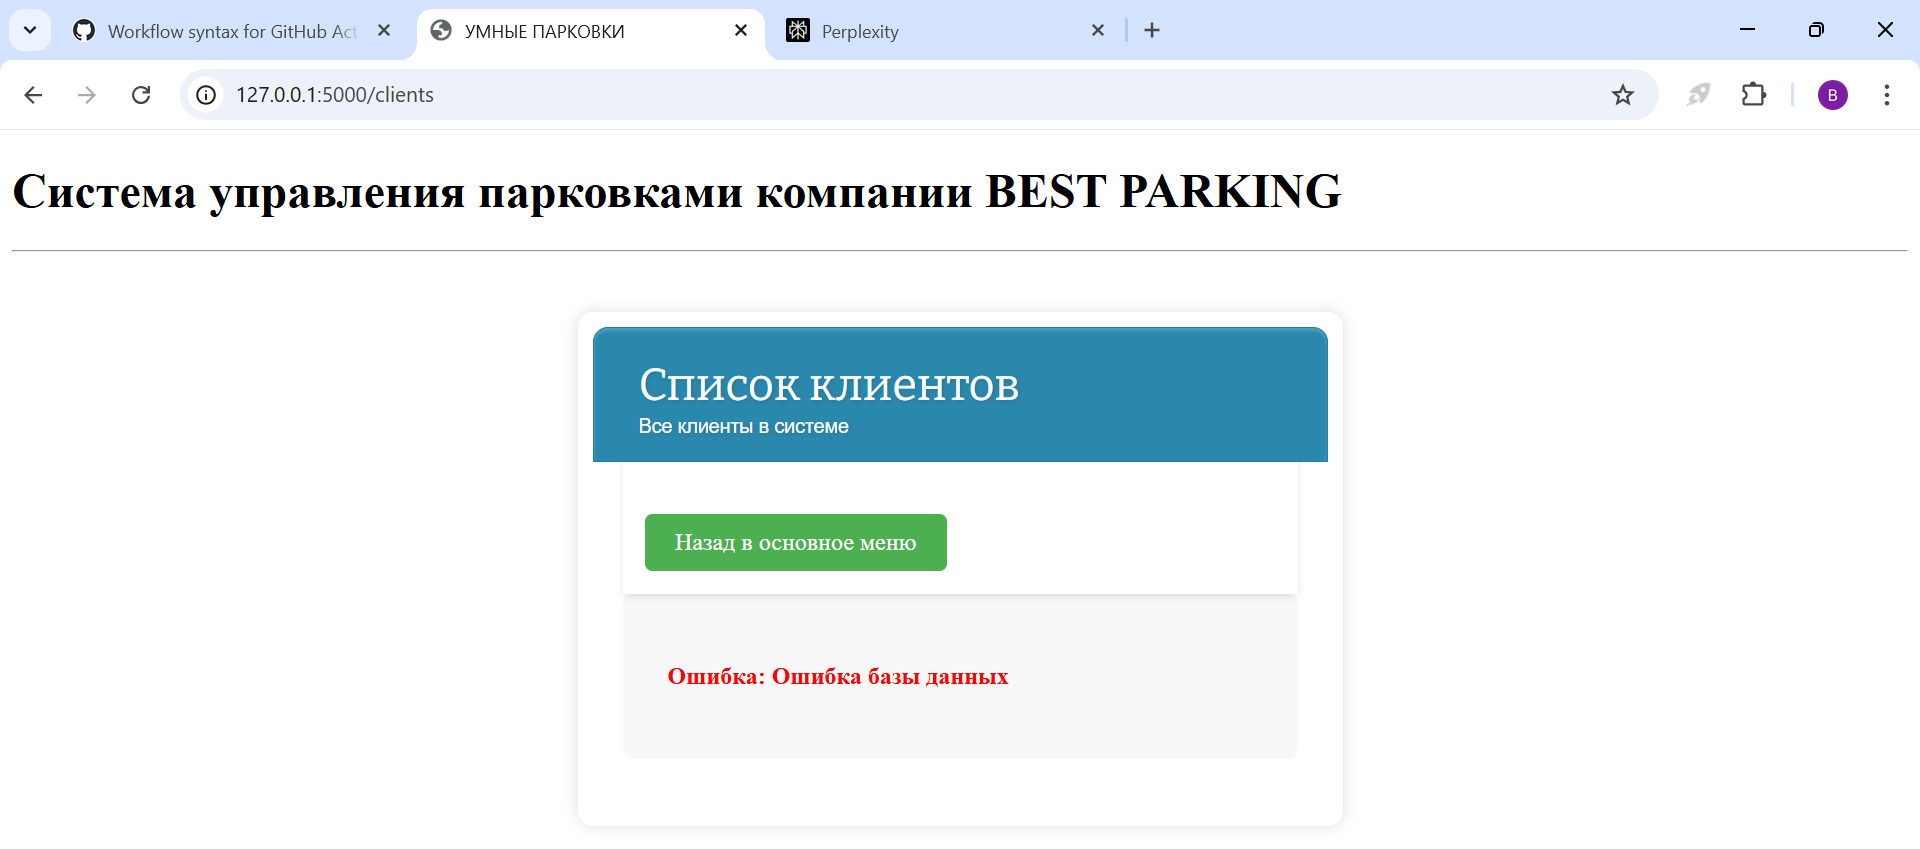 Workflow syntax for GitHub Act
УМНЫЕ ПАРКОВКИ
Perplexity
127.0.0.1:5000/clients
B
Система управления парковками компании BEST PARKING
Список клиентов
Все клиенты в системе
Назад в основное меню
Ошибка: Ошибка базы данных